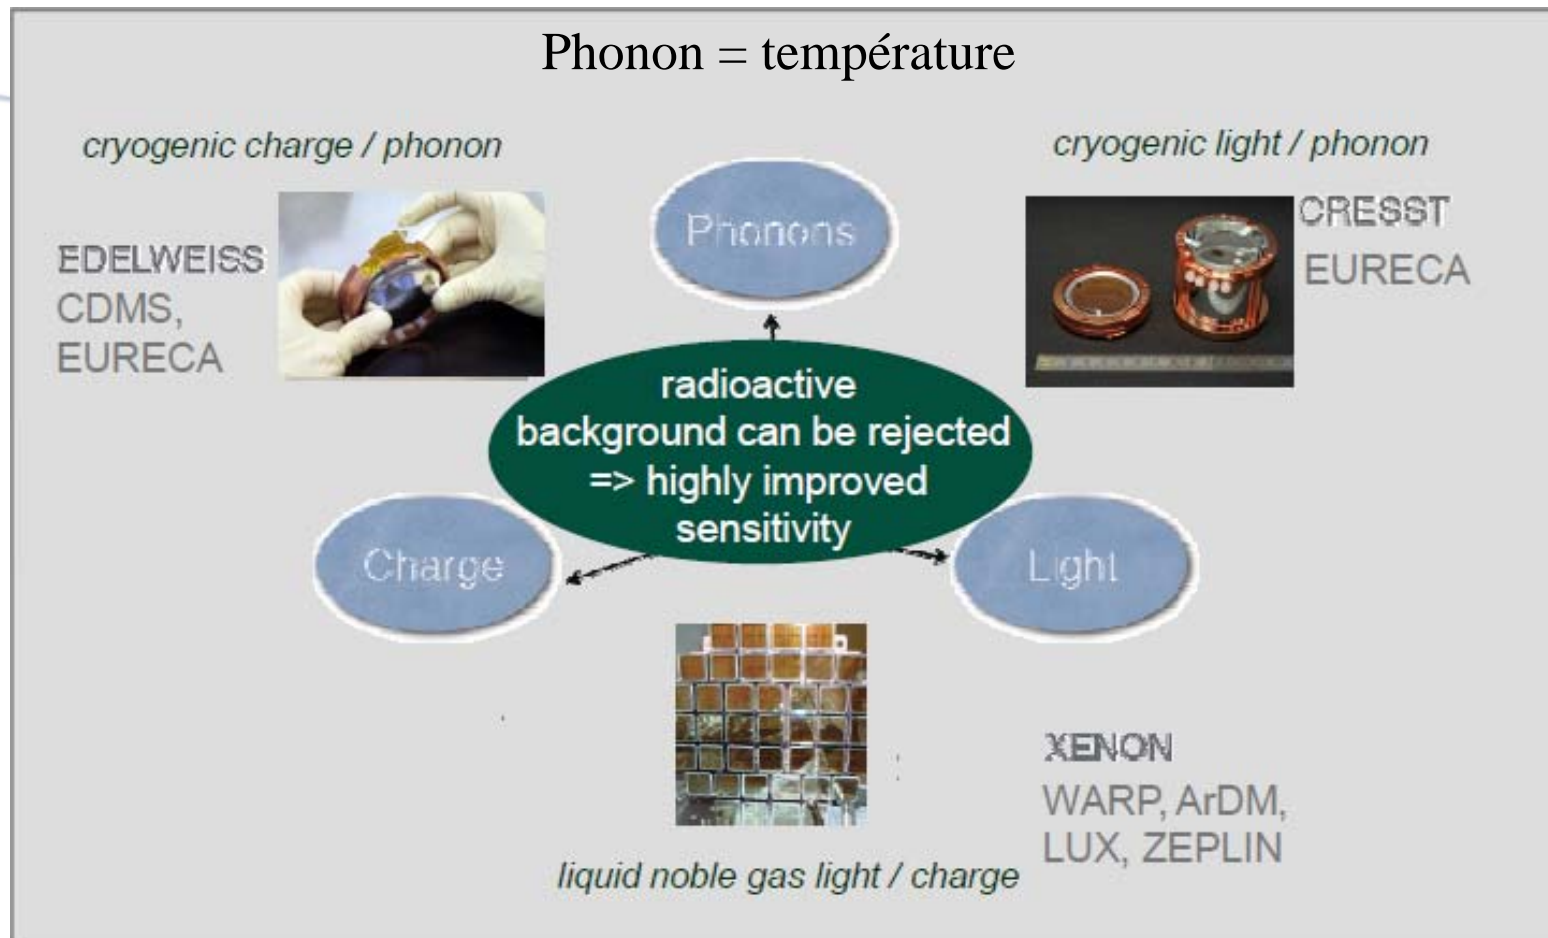 Phonon = température
cryogenic charge / phonon
cryogenic light / phonon
EDELWEISS
CDMS,
EURECA
Phonons
CRESST
EURECA
radioactive
background can be rejected
=> highly improved
sensitivity
Charge
Light
XENON
WARP, ArDM,
LUX, ZEPLIN
liquid noble gas light / charge